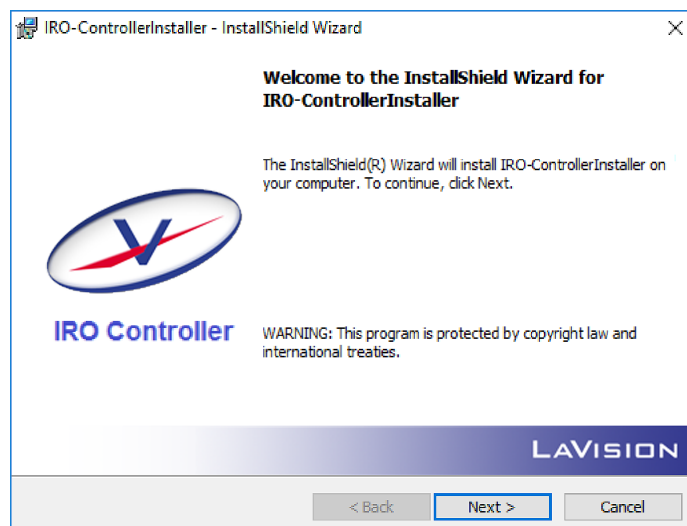 IRO-ControllerInstaller - InstallShield Wizard
Welcome to the InstallShield Wizard for
IRO-ControllerInstaller
The InstallShield(R) Wizard will install IRO-ControllerInstaller on
your computer. To continue, click Next.
V
IRO Controller
WARNING: This program is protected by copyright law and
international treaties.
LAVISION
< Back
Next >
Cancel